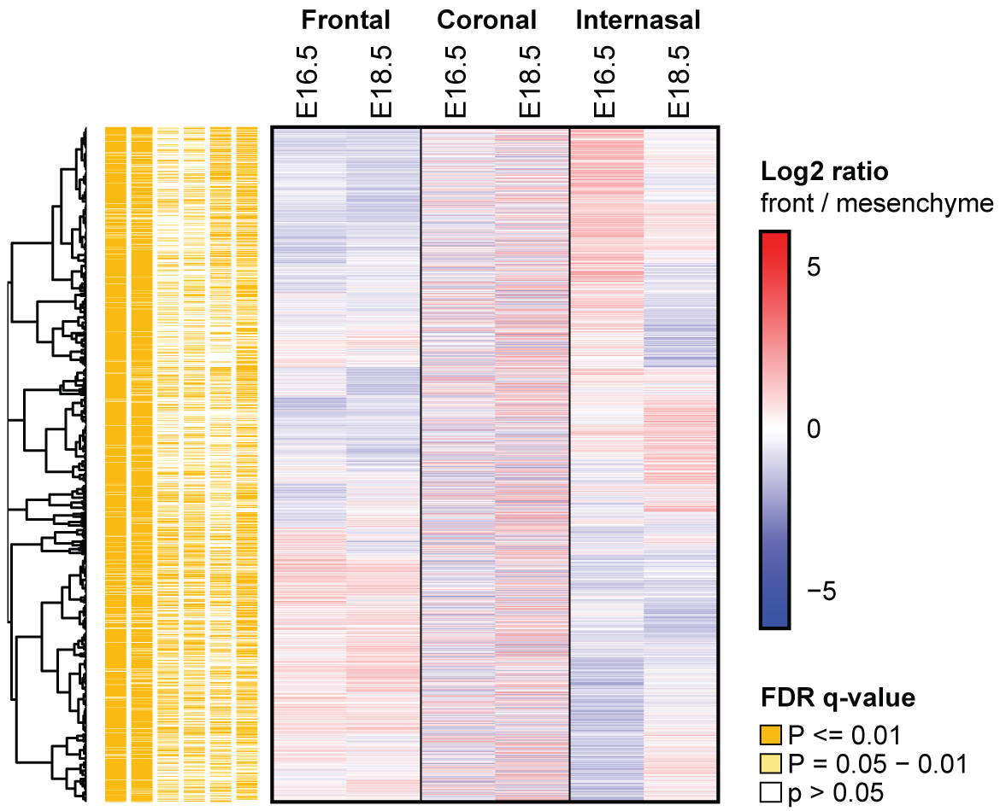 Frontal Coronal Internasal
E16.5 E18.5 E16.5 E18.5 E16.5 E18.5
Log2 ratio
front / mesenchyme
5
0
−5
FDR q-value
P <= 0.01
P = 0.05 − 0.01
p > 0.05